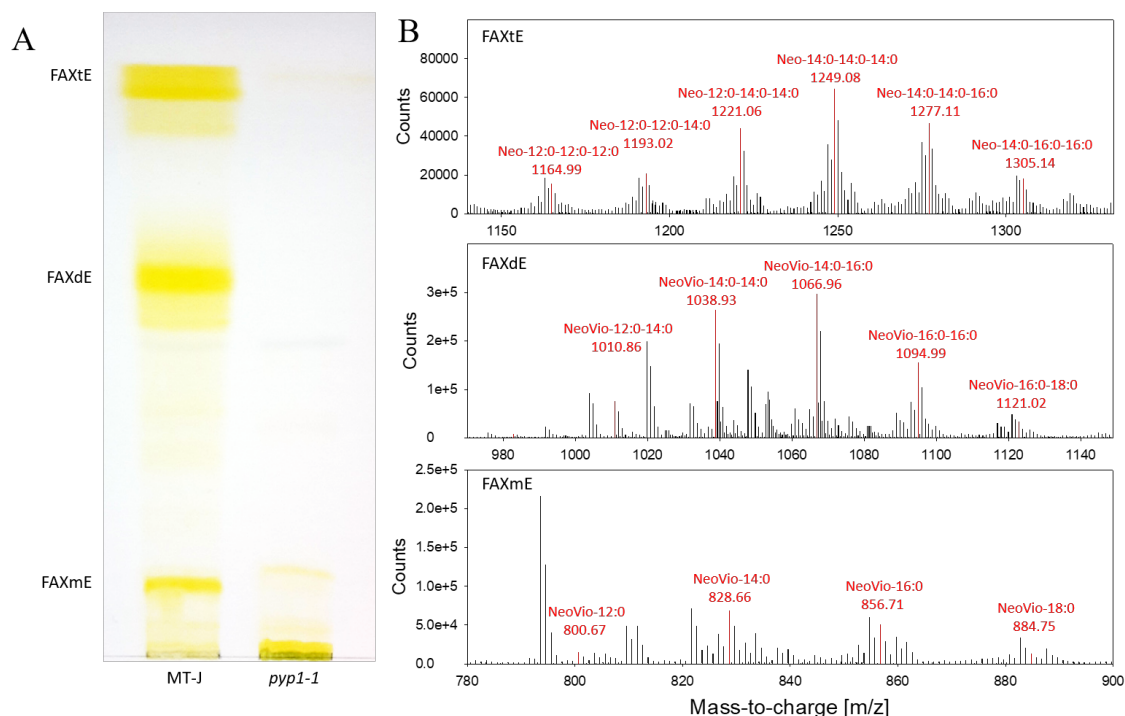 A
FAXtE
FAXdE
FAXmE
MT-J
pyp1-1
B
FAXtE
Neo-12:0-12:0-12:0
1164.99
Neo-12:0-12:0-14:0
1193.02
Neo-12:0-14:0-14:0
1221.06
Neo-14:0-14:0-14:0
1249.08
Neo-14:0-14:0-16:0
1277.11
Neo-14:0-16:0-16:0
1305.14
Counts
80000
60000
40000
20000
0
1150
1200
1250
1300
FAXdE
NeoVio-12:0-14:0
1010.86
NeoVio-14:0-14:0
1038.93
NeoVio-14:0-16:0
1066.96
NeoVio-16:0-16:0
1094.99
NeoVio-16:0-18:0
1121.02
Counts
3e+5
2e+5
1e+5
0
980
1000
1020
1040
1060
1080
1100
1120
1140
FAXmE
NeoVio-12:0
800.67
NeoVio-14:0
828.66
NeoVio-16:0
856.71
NeoVio-18:0
884.75
Counts
2.5e+5
2.0e+5
1.5e+5
1.0e+5
5.0e+4
0.0
780
800
820
840
860
880
900
Mass-to-charge [m/z]